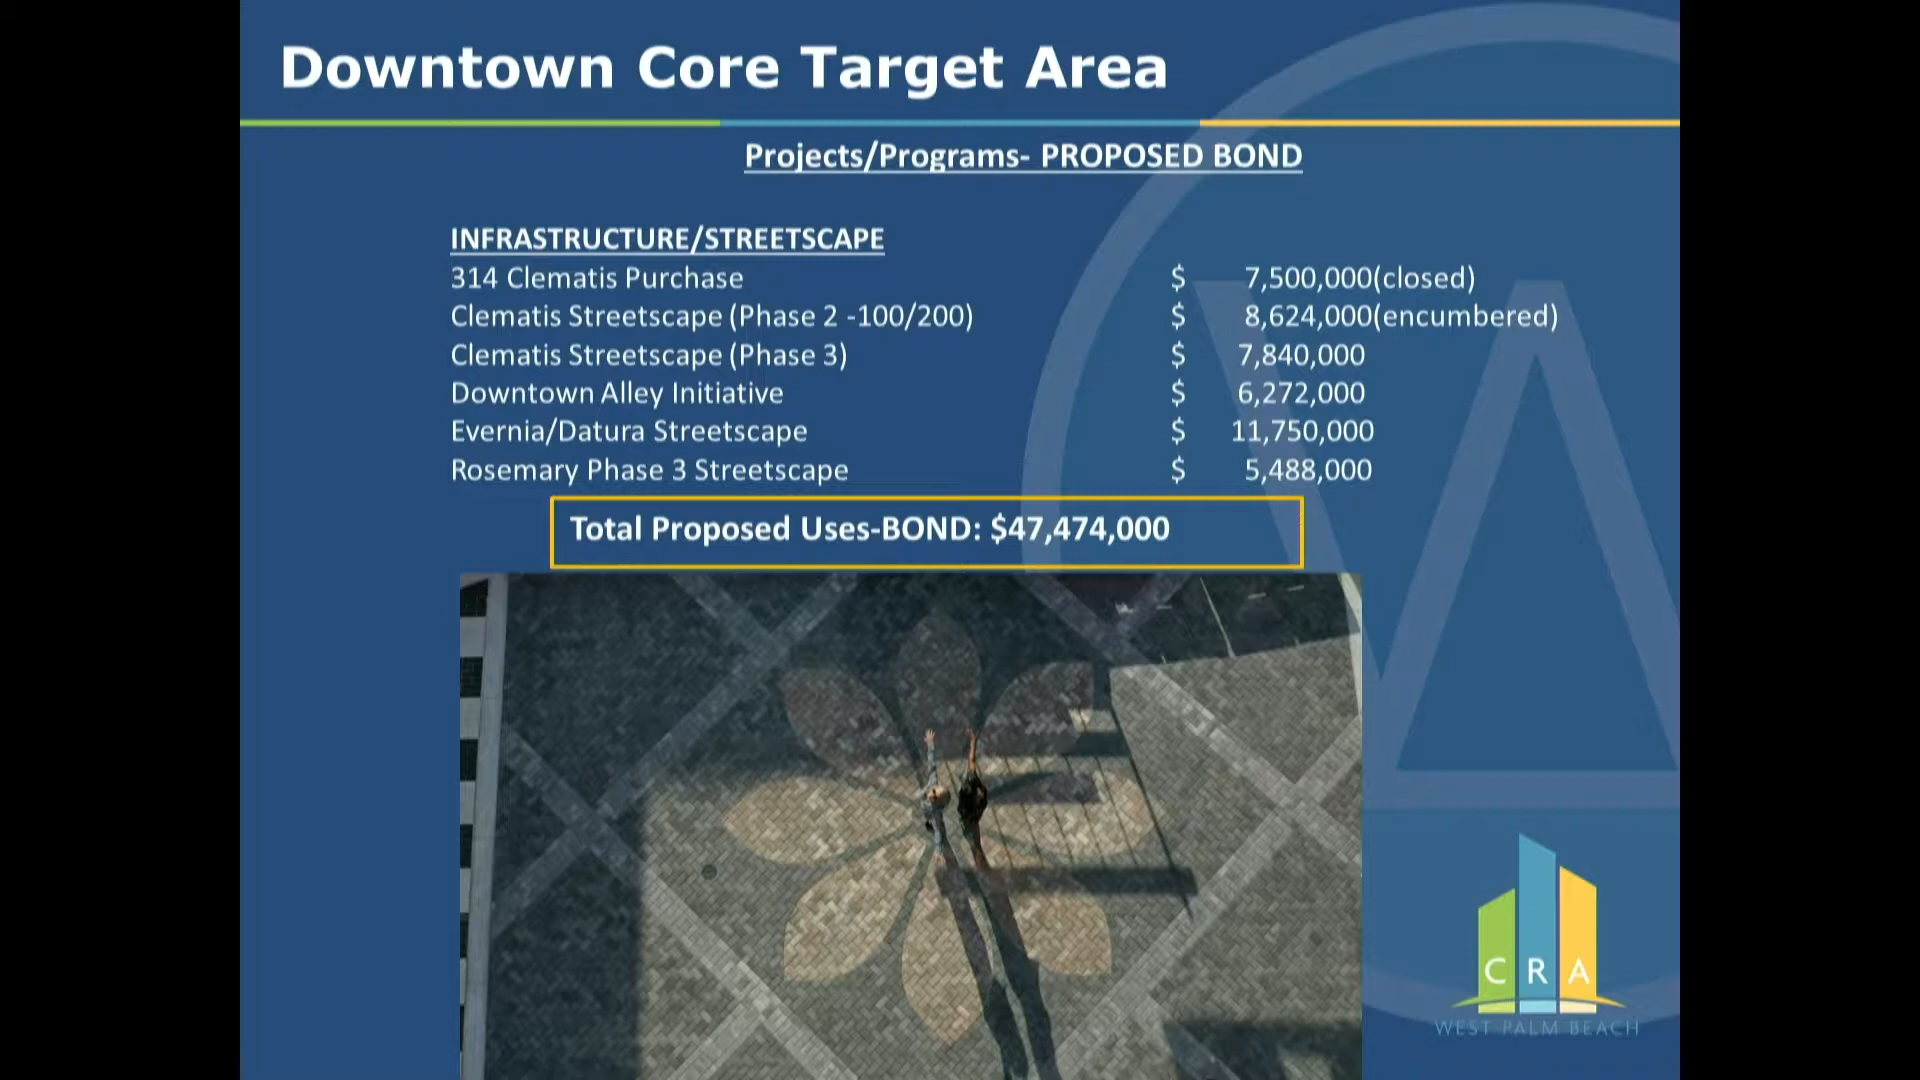 Downtown Core Target Area
Projects/Programs- PROPOSED BOND
INFRASTRUCTURE/STREETSCAPE
314 Clematis Purchase $ 7,500,000(closed)
Clematis Streetscape (Phase 2 -100/200) $ 8,624,000(encumbered)
Clematis Streetscape (Phase 3) $ 7,840,000
Downtown Alley Initiative $ 6,272,000
Evernia/Datura Streetscape $ 11,750,000
Rosemary Phase 3 Streetscape $ 5,488,000
Total Proposed Uses-BOND: $47,474,000
CRA
WEST PALM BEACH